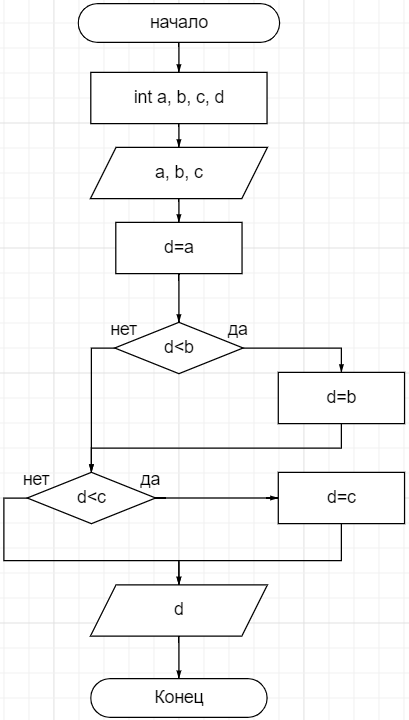 начало
int a, b, c, d
a, b, c
d=a
нет
да
d<b
d=b
нет
да
d<c
d=c
d
Конец